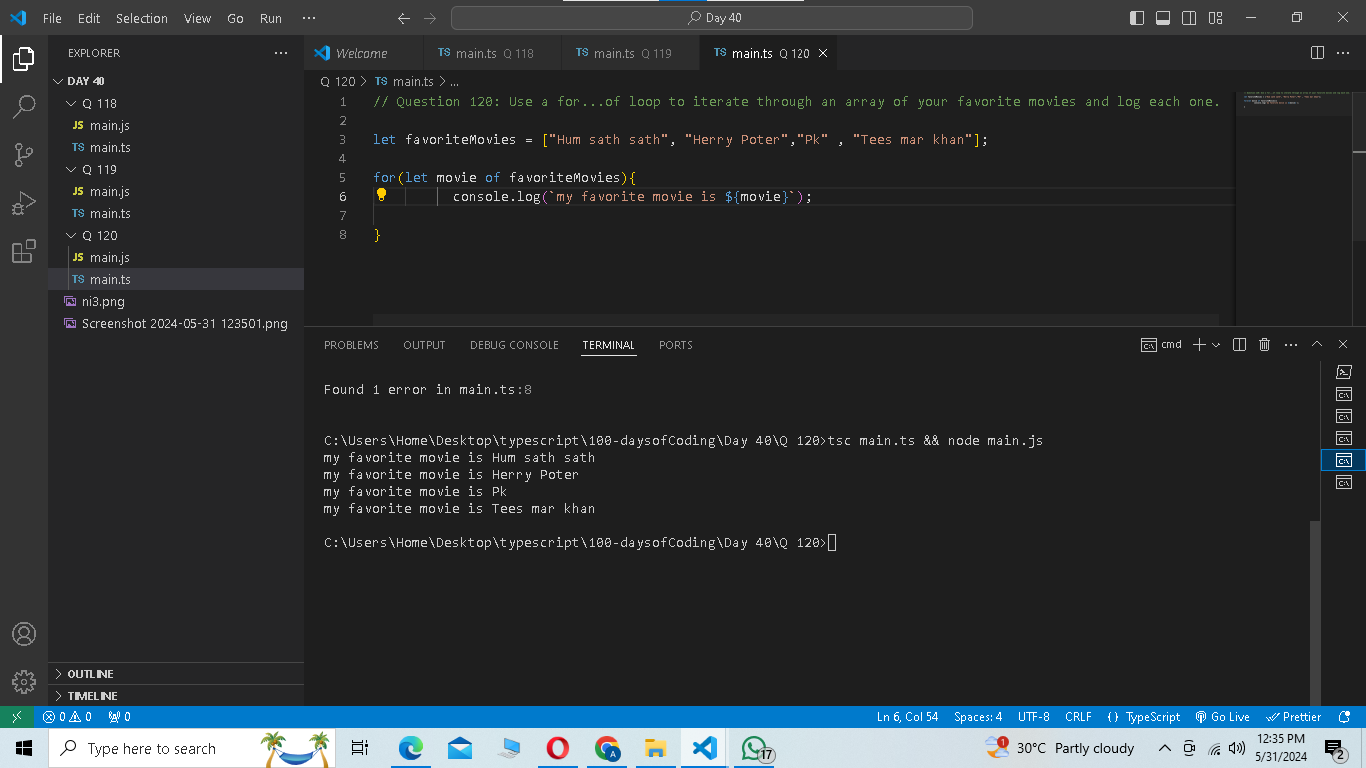 File Edit Selection View Go Run ··· Day 40
EXPLORER ···
DAY 40
Q 118
JS main.js
TS main.ts
Q 119
JS main.js
TS main.ts
Q 120
JS main.js
TS main.ts
ni3.png
Screenshot 2024-05-31 123501.png
OUTLINE
TIMELINE
Welcome TS main.ts Q 118 TS main.ts Q 119 TS main.ts Q 120
Q 120 > TS main.ts > ...
1 // Question 120: Use a for...of loop to iterate through an array of your favorite movies and log each one.
2
3 let favoriteMovies = ["Hum sath sath", "Herry Poter","Pk" , "Tees mar khan"];
4
5 for(let movie of favoriteMovies){
6 console.log(`my favorite movie is ${movie}`);
7
8 }
PROBLEMS OUTPUT DEBUG CONSOLE TERMINAL PORTS cmd
Found 1 error in main.ts:8
C:\Users\Home\Desktop\typescript\100-daysofCoding\Day 40\Q 120>tsc main.ts && node main.js
my favorite movie is Hum sath sath
my favorite movie is Herry Poter
my favorite movie is Pk
my favorite movie is Tees mar khan
C:\Users\Home\Desktop\typescript\100-daysofCoding\Day 40\Q 120>
0 0 0 Ln 6, Col 54 Spaces: 4 UTF-8 CRLF {} TypeScript Go Live Prettier
Type here to search A 17 1 30°C Partly cloudy 12:35 PM
5/31/2024 2